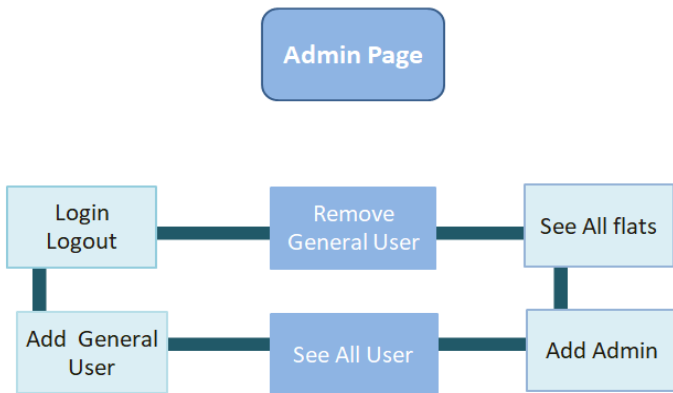 Admin Page
Login
Logout
Remove
General User
See All flats
Add  General
User
See All User
Add Admin